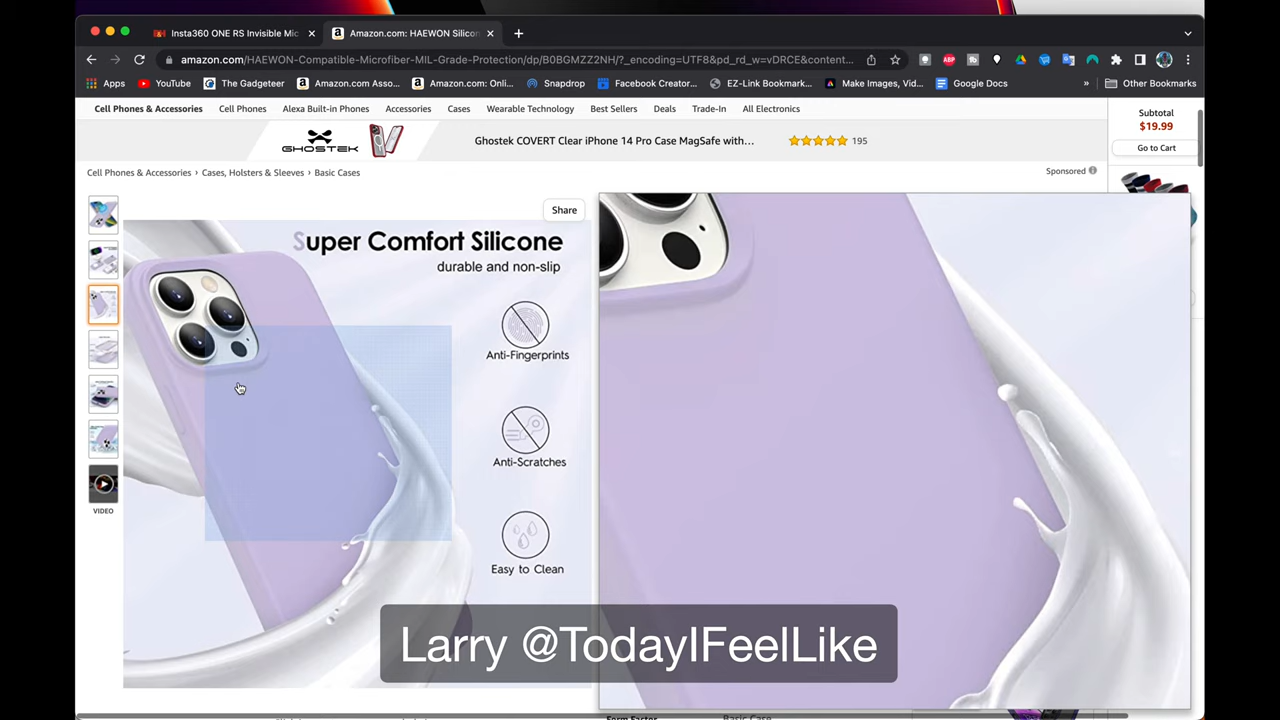 Insta360 ONE RS Invisible Mic
Amazon.com: HAEWON Silicon
amazon.com/HAEWON-Compatible-Microfiber-MIL-Grade-Protection/dp/B0BGMZZ2NH/?_encoding=UTF8&pd_rd_w=vDRCE&content...
Apps
YouTube
The Gadgeteer
Amazon.com Asso...
Amazon.com: Onli...
Snapdrop
Facebook Creator...
EZ-Link Bookmark...
Make Images, Vid...
Google Docs
»
Other Bookmarks
Cell Phones & Accessories
Cell Phones
Alexa Built-in Phones
Accessories
Cases
Wearable Technology
Best Sellers
Deals
Trade-In
All Electronics
Subtotal
$19.99
Go to Cart
GHOSTEK
Ghostek COVERT Clear iPhone 14 Pro Case MagSafe with...
195
Cell Phones & Accessories › Cases, Holsters & Sleeves › Basic Cases
Sponsored
Share
Super Comfort Silicone
durable and non-slip
Anti-Fingerprints
Anti-Scratches
Easy to Clean
VIDEO
Larry @TodayIFeelLike
Form Factor
Basic Case